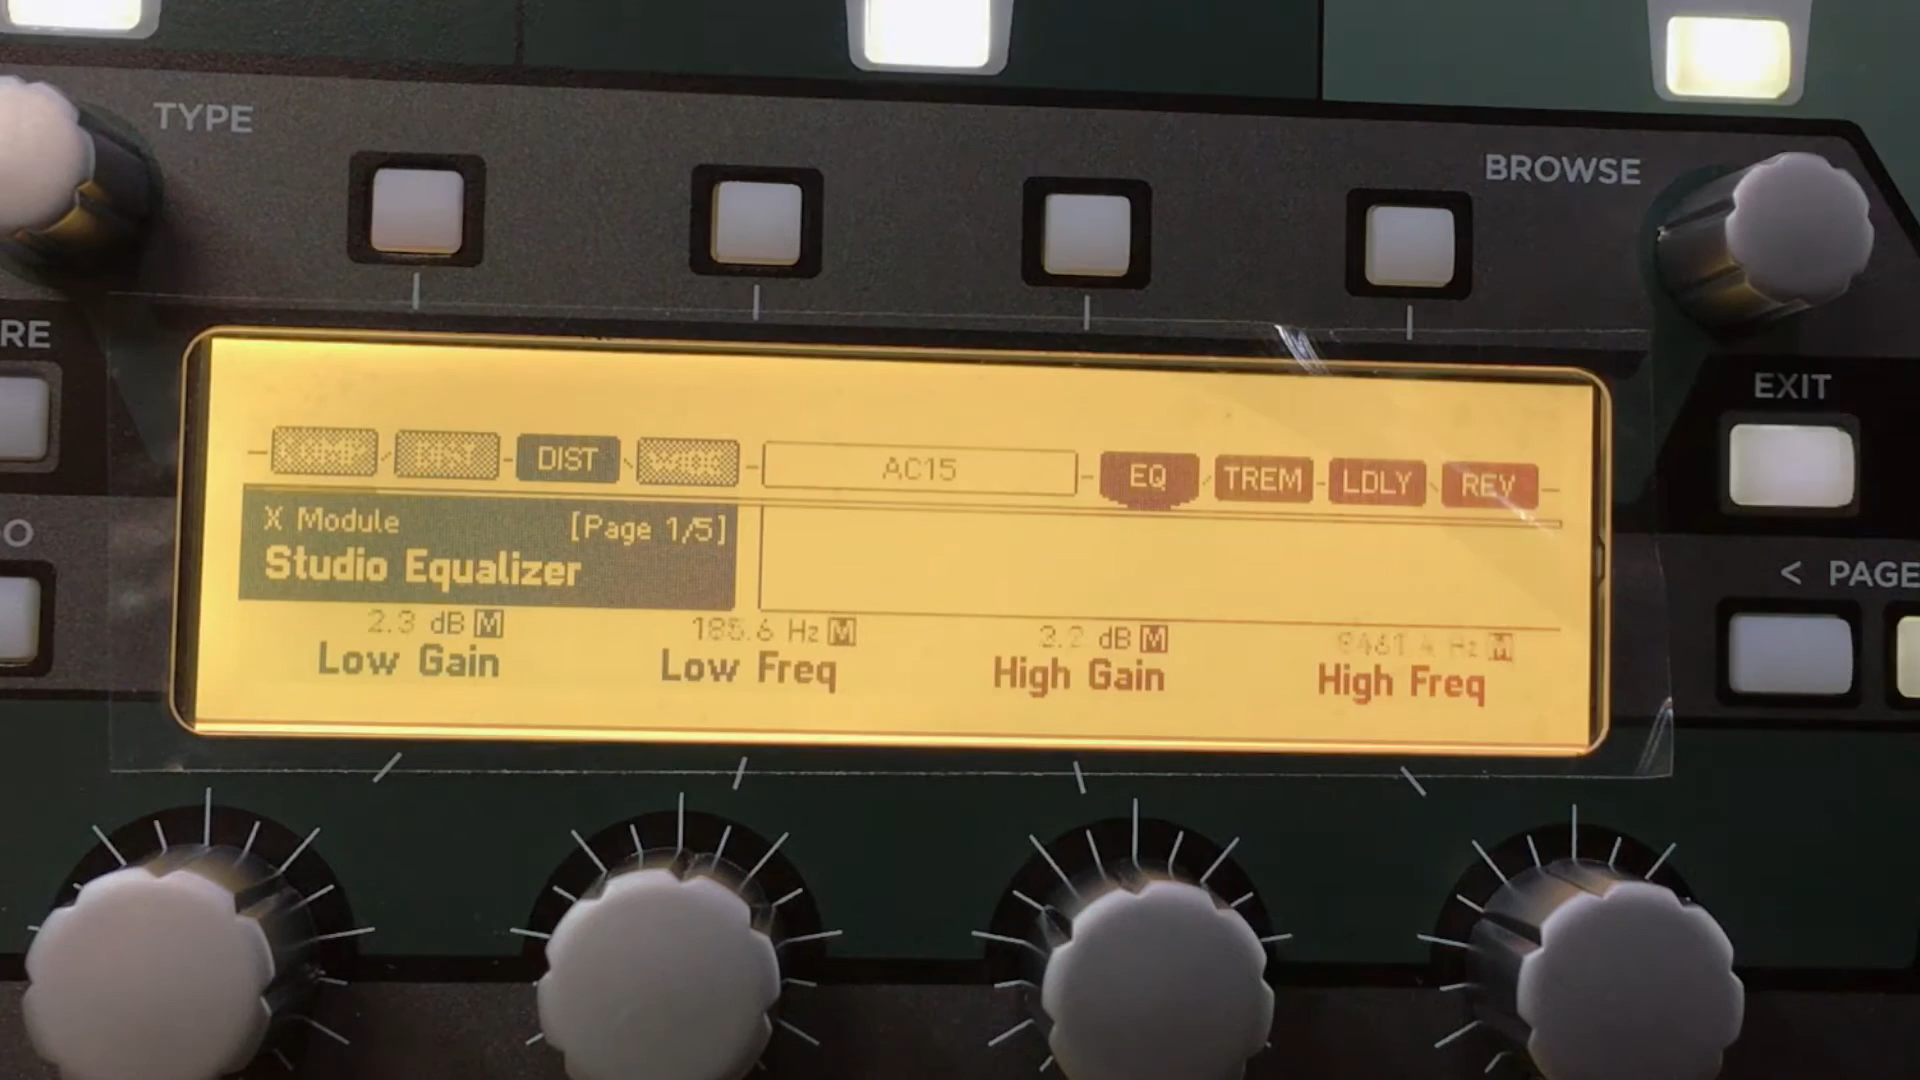 TYPE
BROWSE
RE
EXIT
DIST AC15 EQ TREM LDLY REV
X Module [Page 1/5]
Studio Equalizer
O
< PAGE
2.3 dB M 185.6 Hz M 3.2 dB M Hz M
Low Gain Low Freq High Gain High Freq